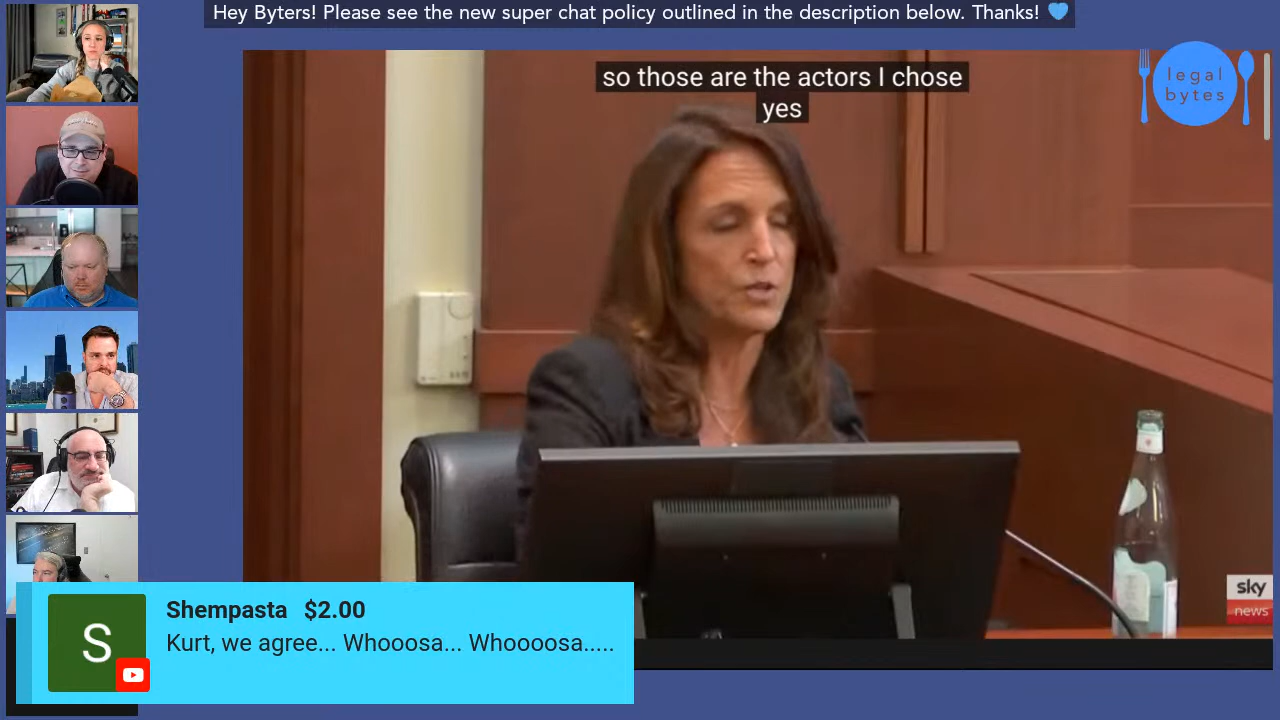 Hey Byters! Please see the new super chat policy outlined in the description below. Thanks! 💙
so those are the actors I chose
yes
legal
bytes
sky
news
S
Shempasta $2.00
Kurt, we agree... Whooosa... Whoooosa.....